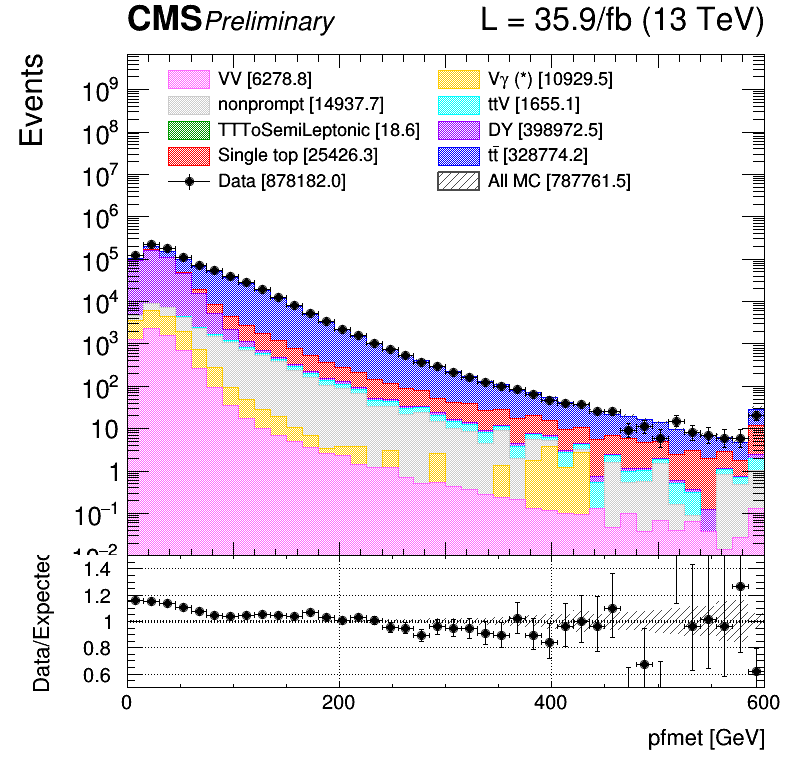 CMS Preliminary L = 35.9/fb (13 TeV)
Events
VV [6278.8] Vγ (*) [10929.5]
nonprompt [14937.7] ttV [1655.1]
TTToSemiLeptonic [18.6] DY [398972.5]
Single top [25426.3] tt̄ [328774.2]
Data [878182.0] All MC [787761.5]
10⁹
10⁸
10⁷
10⁶
10⁵
10⁴
10³
10²
10
1
10⁻¹
10⁻²
Data/Expected
1.4
1.2
1
0.8
0.6
0 200 400 600
pfmet [GeV]